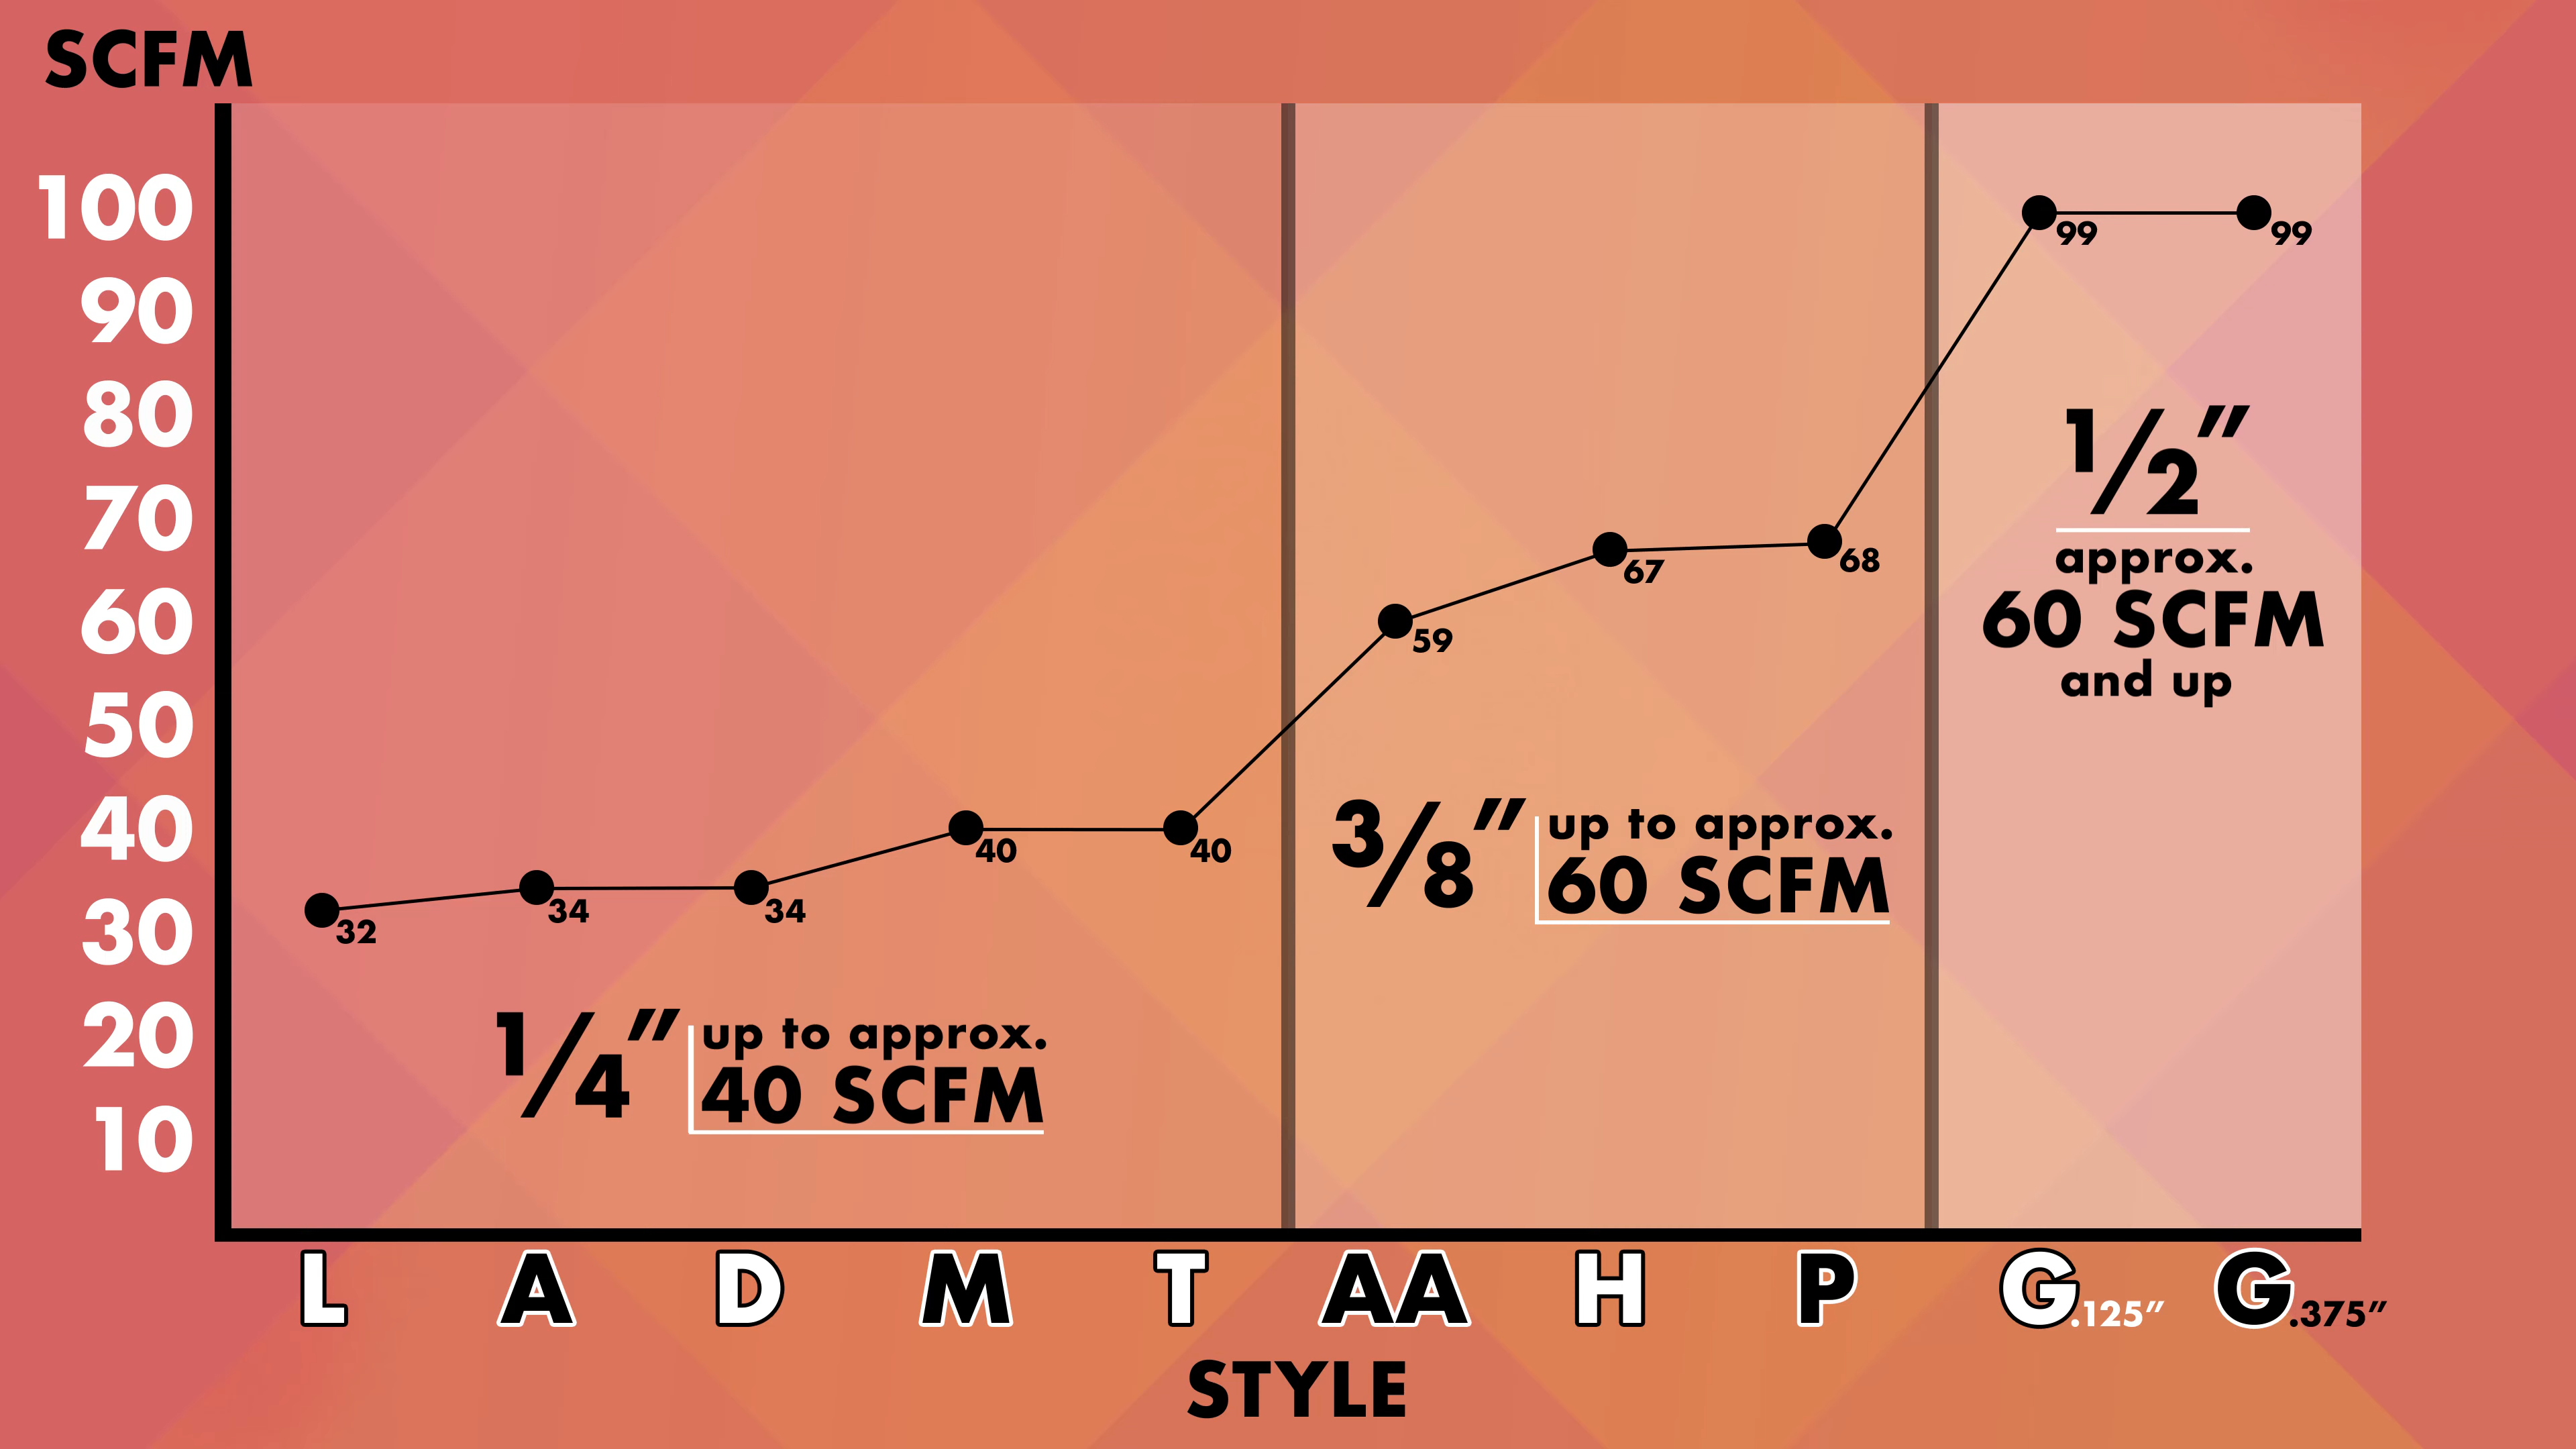 SCFM
100
90
80
70
60
50
40
30
20
10
32
34
34
40
40
59
67
68
99
99
1/4” up to approx.
40 SCFM
3/8” up to approx.
60 SCFM
1/2”
approx.
60 SCFM
and up
L A D M T AA H P G.125” G.375”
STYLE